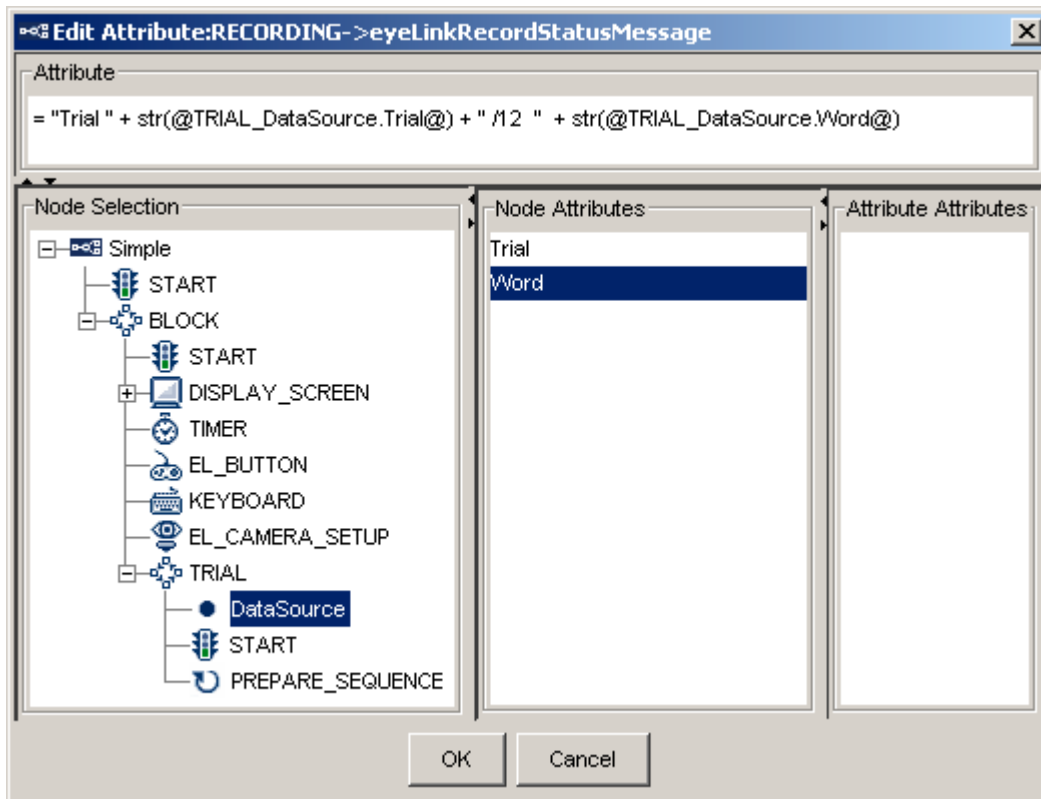 Edit Attribute:RECORDING->eyeLinkRecordStatusMessage
Attribute
= "Trial " + str(@TRIAL_DataSource.Trial@) + " /12  "  + str(@TRIAL_DataSource.Word@)
Node Selection
Simple
START
BLOCK
START
DISPLAY_SCREEN
TIMER
EL_BUTTON
KEYBOARD
EL_CAMERA_SETUP
TRIAL
DataSource
START
PREPARE_SEQUENCE
Node Attributes
Trial
Word
Attribute Attributes
OK
Cancel